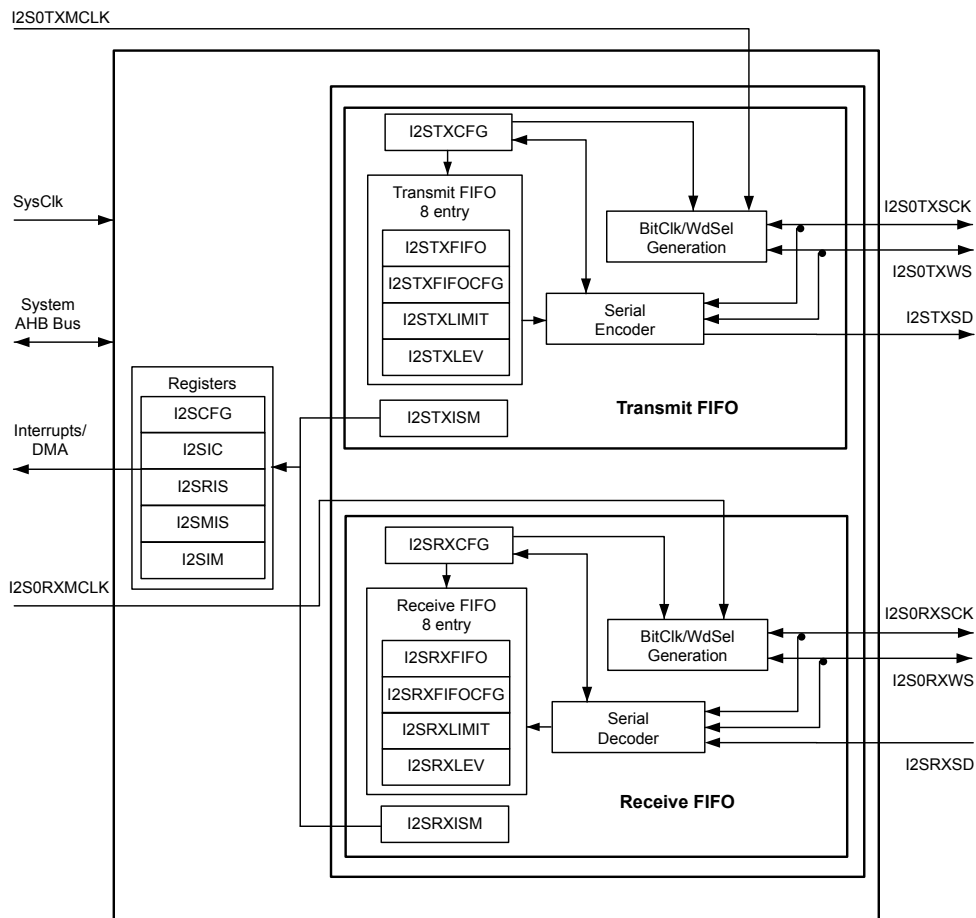 I2S0TXMCLK
I2STXCFG
Transmit FIFO
8 entry
I2STXFIFO
I2STXFIFOCFG
I2STXLIMIT
I2STXLEV
BitClk/WdSel
Generation
Serial
Encoder
I2STXISM
Transmit FIFO
I2S0TXSCK
I2S0TXWS
I2STXSD
SysClk
System
AHB Bus
Interrupts/
DMA
I2S0RXMCLK
Registers
I2SCFG
I2SIC
I2SRIS
I2SMIS
I2SIM
I2SRXCFG
Receive FIFO
8 entry
I2SRXFIFO
I2SRXFIFOCFG
I2SRXLIMIT
I2SRXLEV
BitClk/WdSel
Generation
Serial
Decoder
I2SRXISM
Receive FIFO
I2S0RXSCK
I2S0RXWS
I2SRXSD